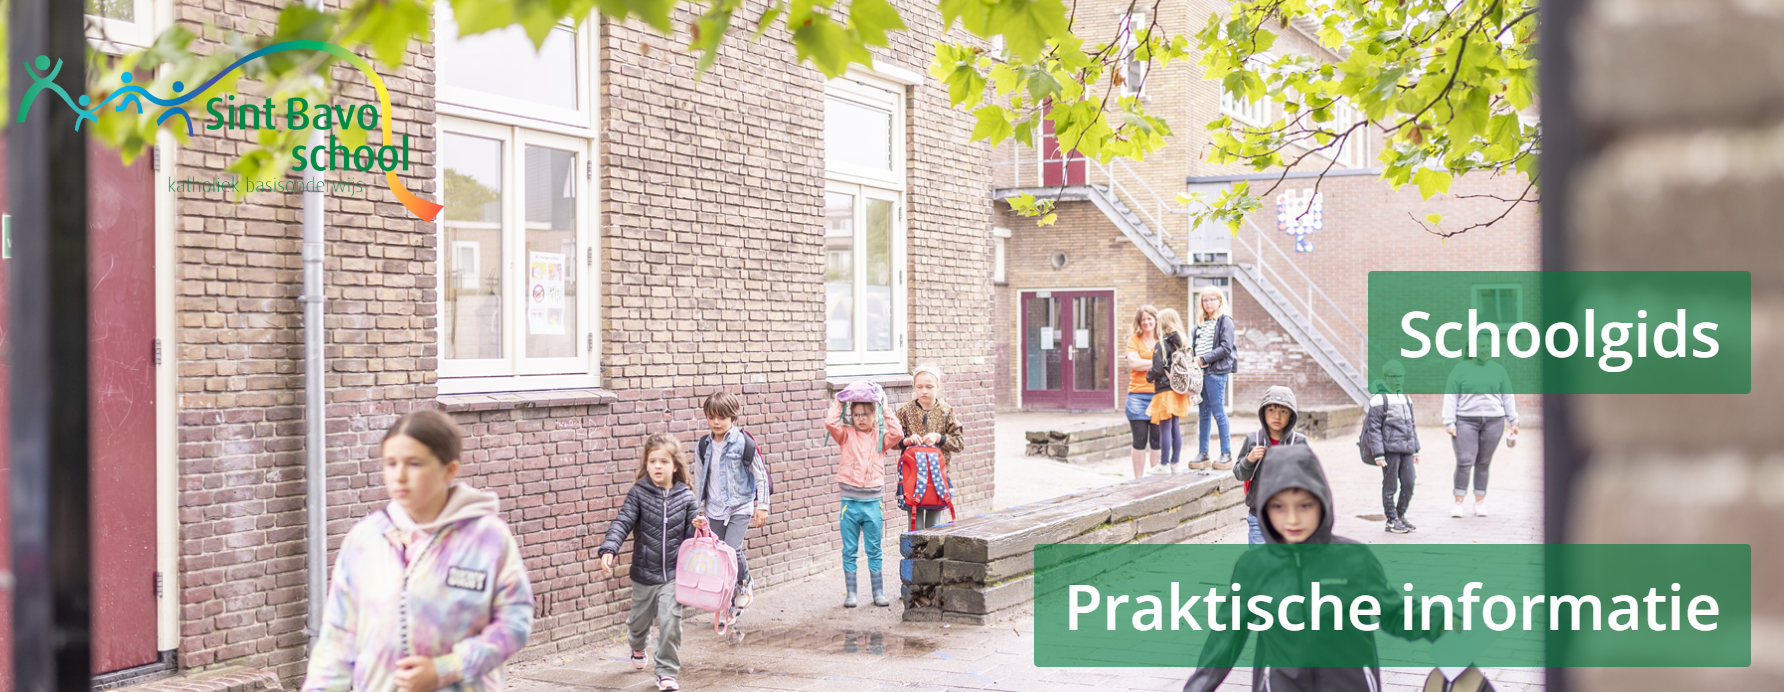 Sint Bavo
school
katholiek basisonderwijs
Schoolgids
Praktische informatie